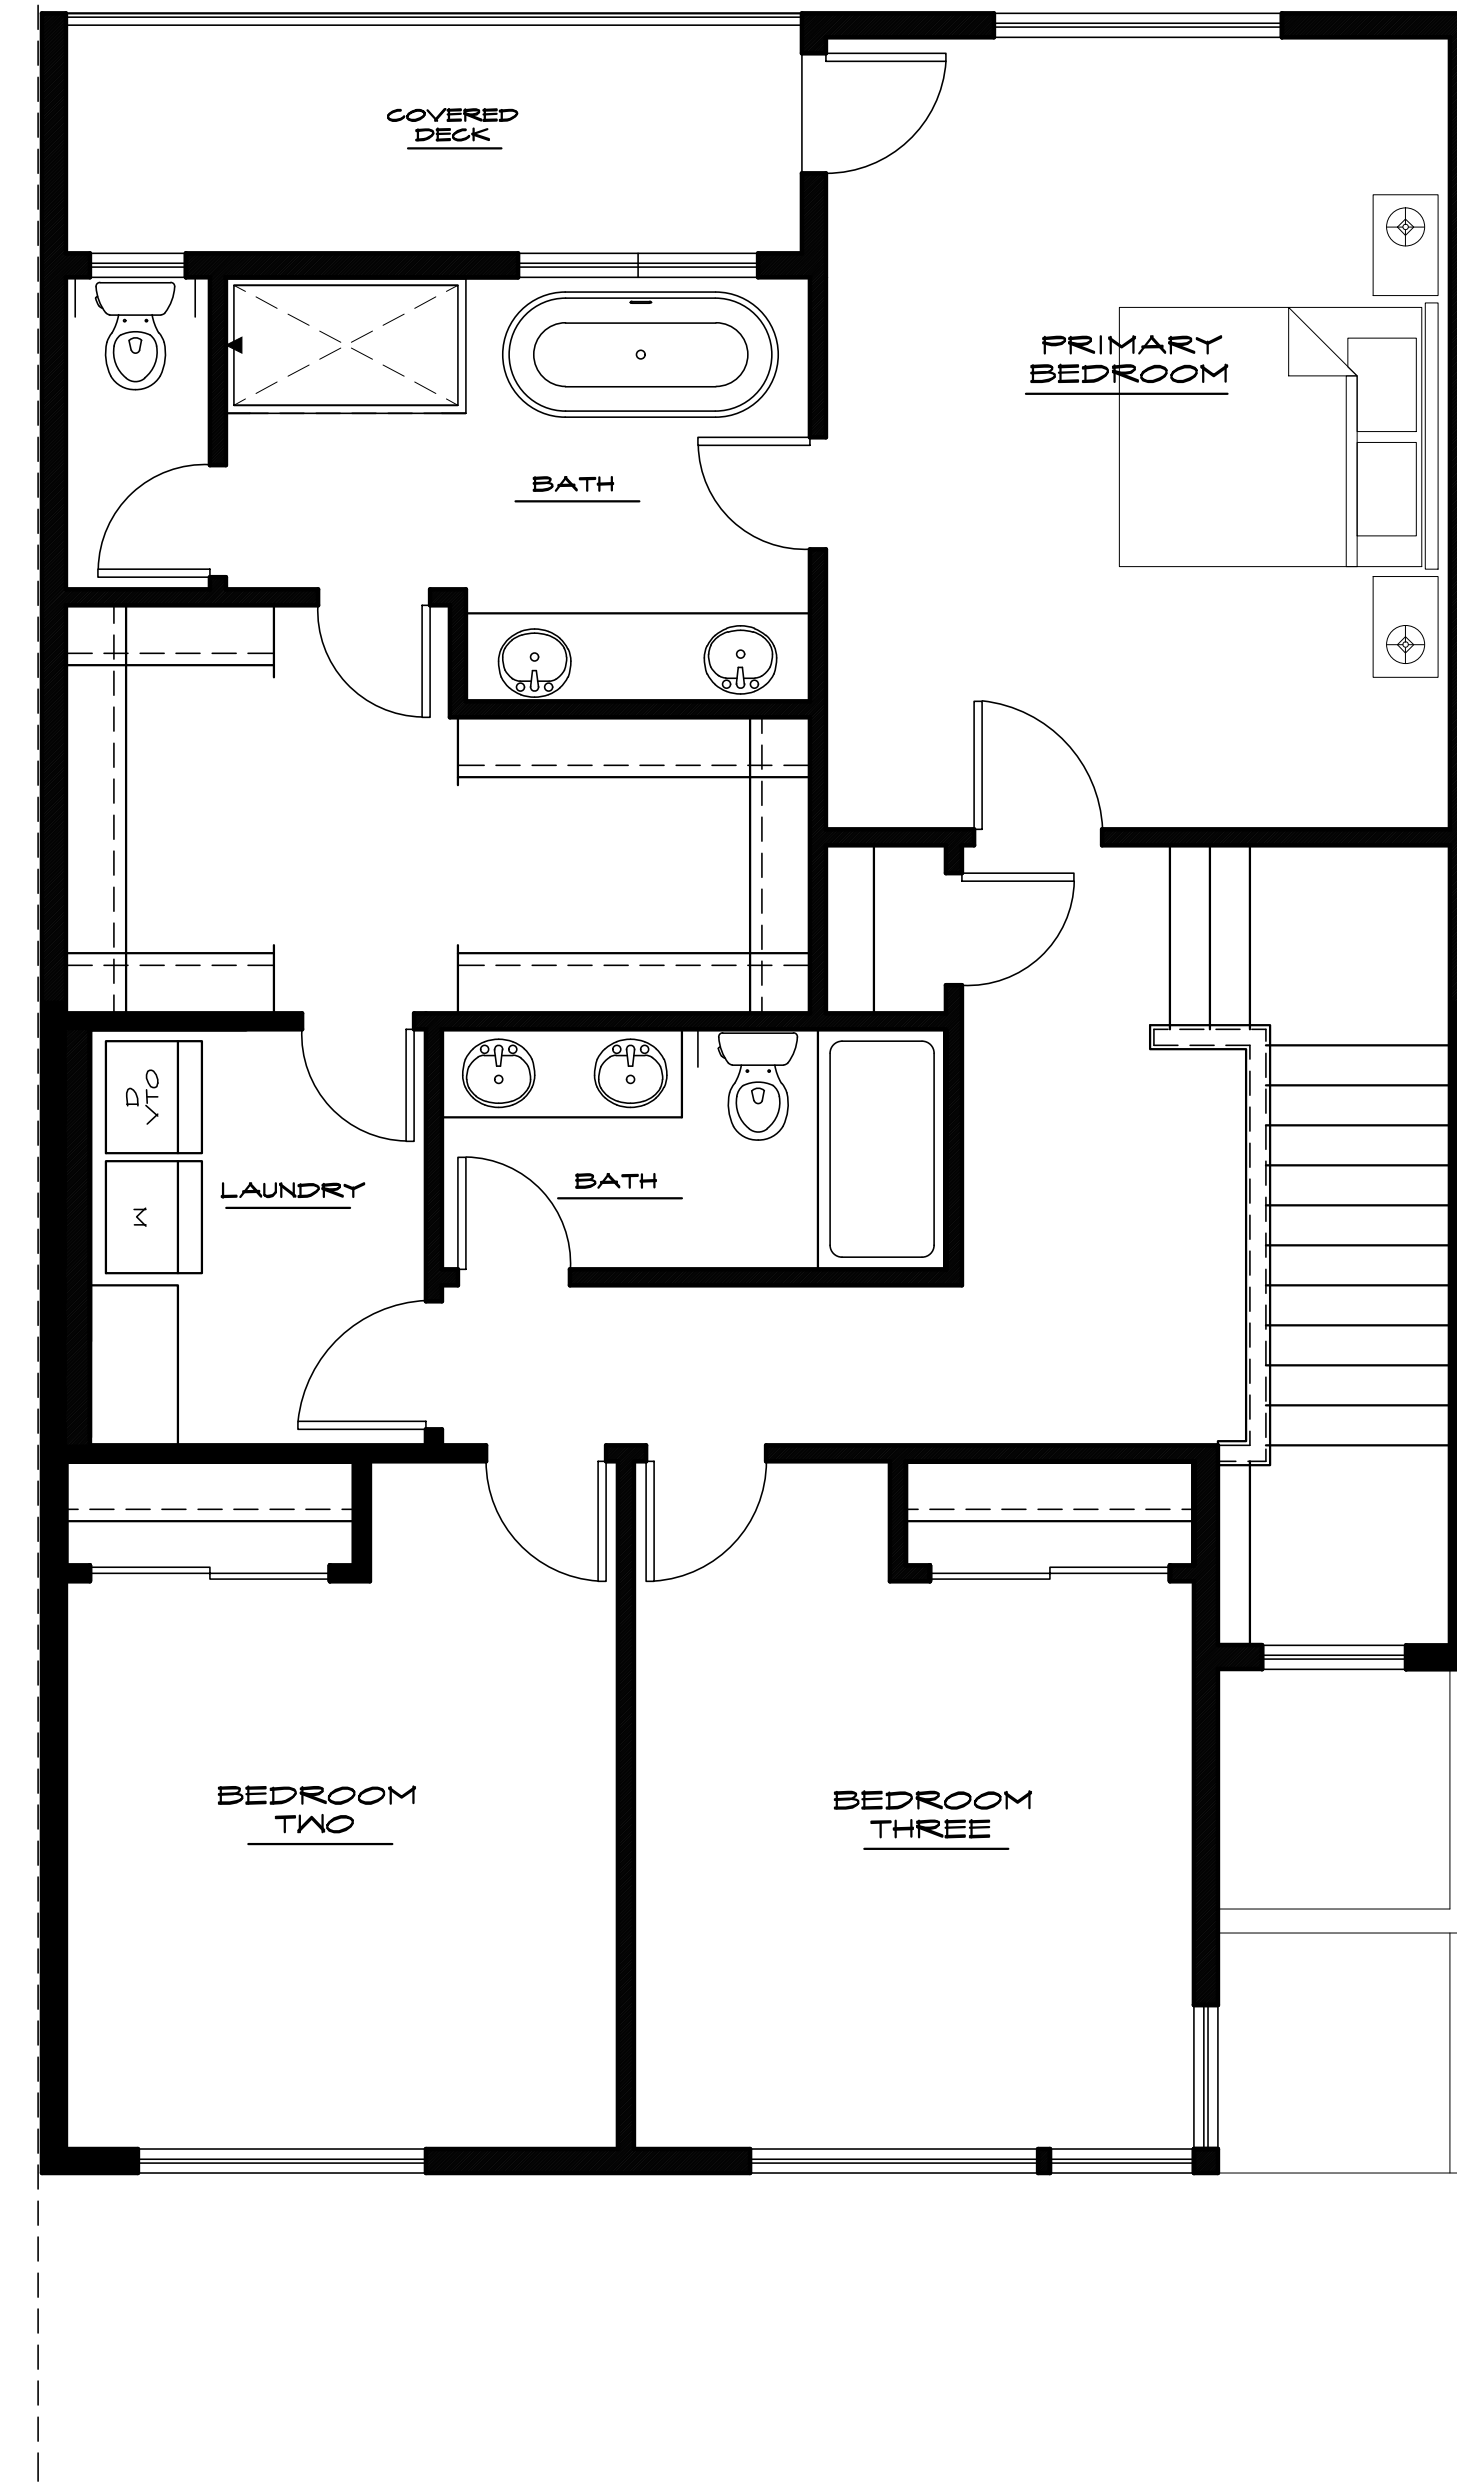 COVERED
DECK
PRIMARY
BEDROOM
BATH
D
VTO
M
LAUNDRY
BATH
BEDROOM
TWO
BEDROOM
THREE